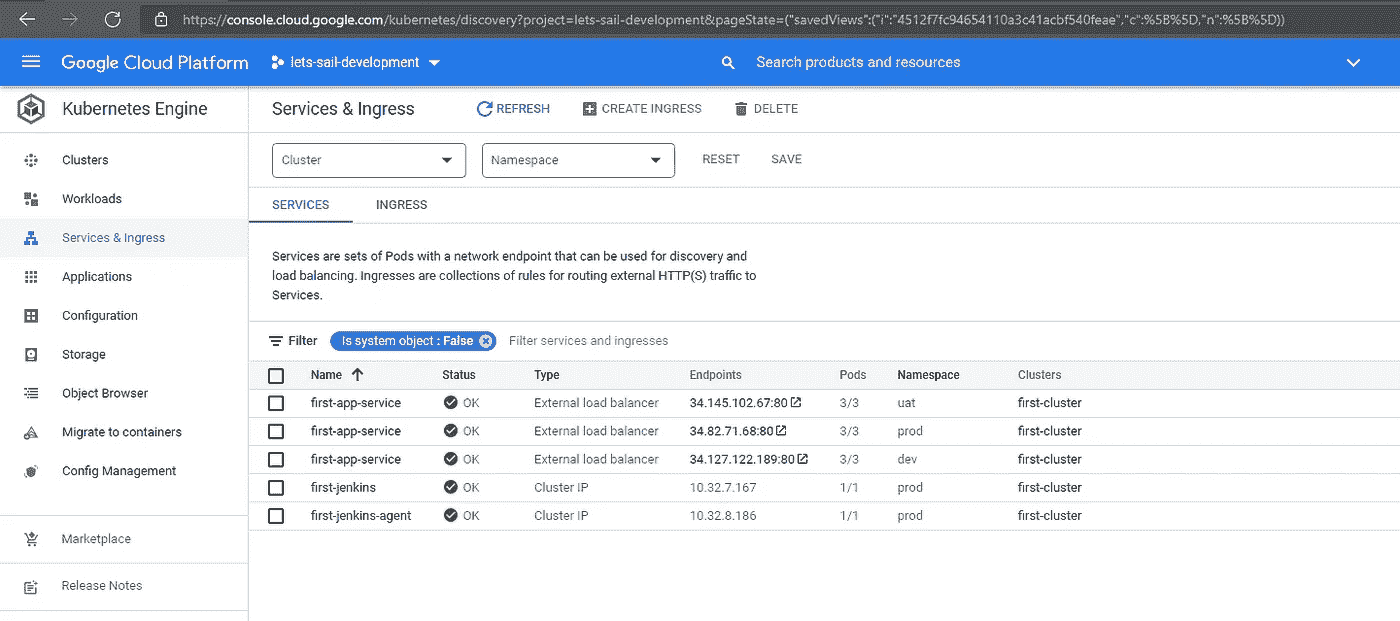 https://console.cloud.google.com/kubernetes/discovery?project=lets-sail-development&pageState=("savedViews":("i":"4512f7fc94654110a3c41acbf540feae","c":%5B%5D,"n":%5B%5D))
Google Cloud Platform lets-sail-development Search products and resources
Kubernetes Engine Services & Ingress REFRESH CREATE INGRESS DELETE
Clusters
Workloads
Services & Ingress
Applications
Configuration
Storage
Object Browser
Migrate to containers
Config Management
Marketplace
Release Notes
Cluster Namespace RESET SAVE
SERVICES INGRESS
Services are sets of Pods with a network endpoint that can be used for discovery and
load balancing. Ingresses are collections of rules for routing external HTTP(S) traffic to
Services.
Filter Is system object : False Filter services and ingresses
Name Status Type Endpoints Pods Namespace Clusters
first-app-service OK External load balancer 34.145.102.67:80 3/3 uat first-cluster
first-app-service OK External load balancer 34.82.71.68:80 3/3 prod first-cluster
first-app-service OK External load balancer 34.127.122.189:80 3/3 dev first-cluster
first-jenkins OK Cluster IP 10.32.7.167 1/1 prod first-cluster
first-jenkins-agent OK Cluster IP 10.32.8.186 1/1 prod first-cluster